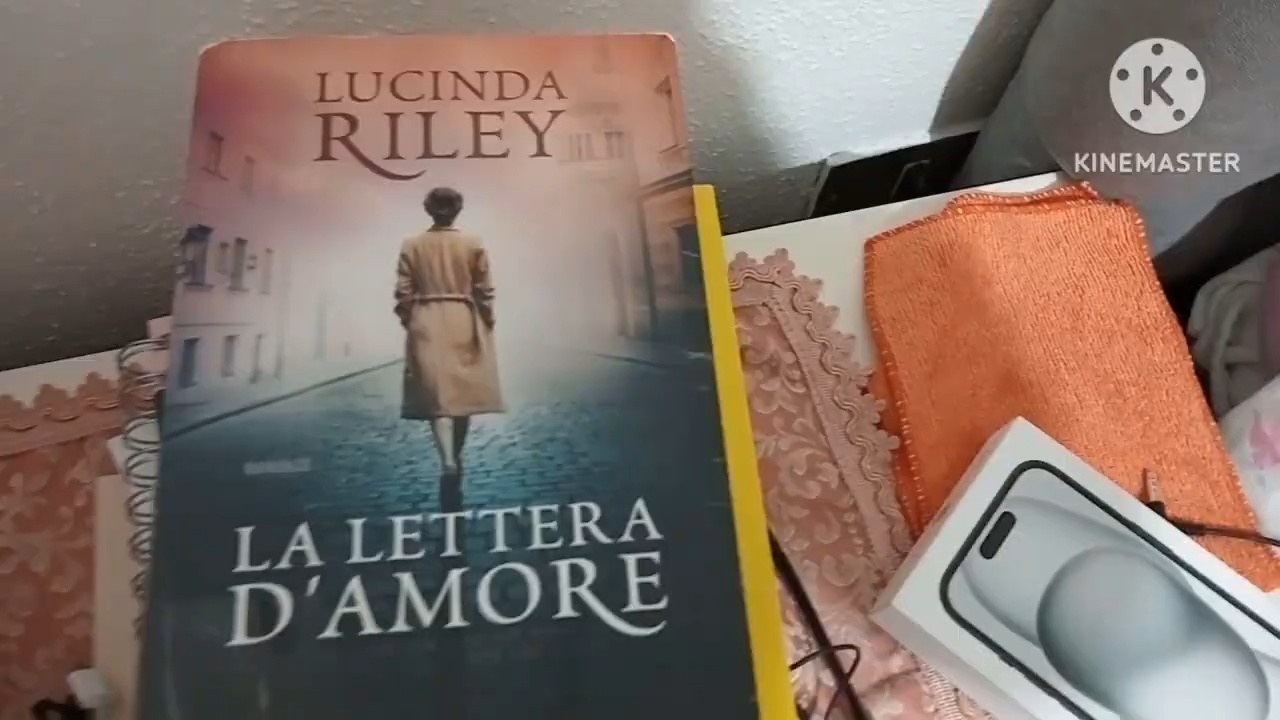 LUCINDA
RILEY
LA LETTERA
D'AMORE
K
KINEMASTER